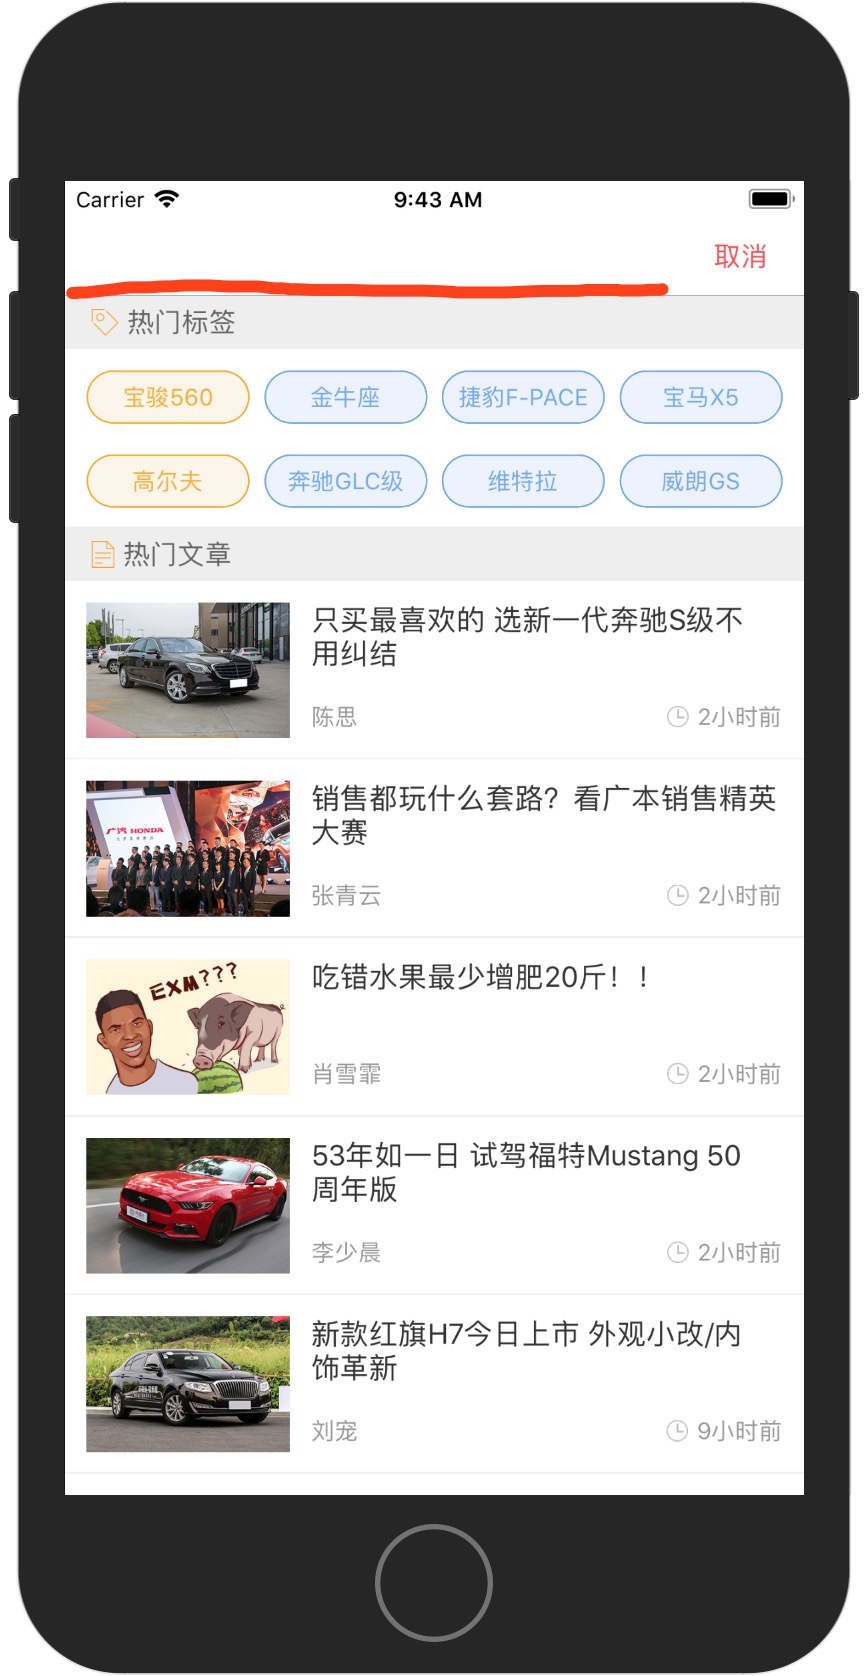 Carrier 9:43 AM
取消
热门标签
宝骏560 金牛座 捷豹F-PACE 宝马X5
高尔夫 奔驰GLC级 维特拉 威朗GS
热门文章
只买最喜欢的 选新一代奔驰S级不
用纠结
陈思 2小时前
广汽 HONDA
销售都玩什么套路？看广本销售精英
大赛
张青云 2小时前
EXM???
吃错水果最少增肥20斤！！
肖雪霏 2小时前
53年如一日 试驾福特Mustang 50
周年版
李少晨 2小时前
新款红旗H7今日上市 外观小改/内
饰革新
刘宠 9小时前